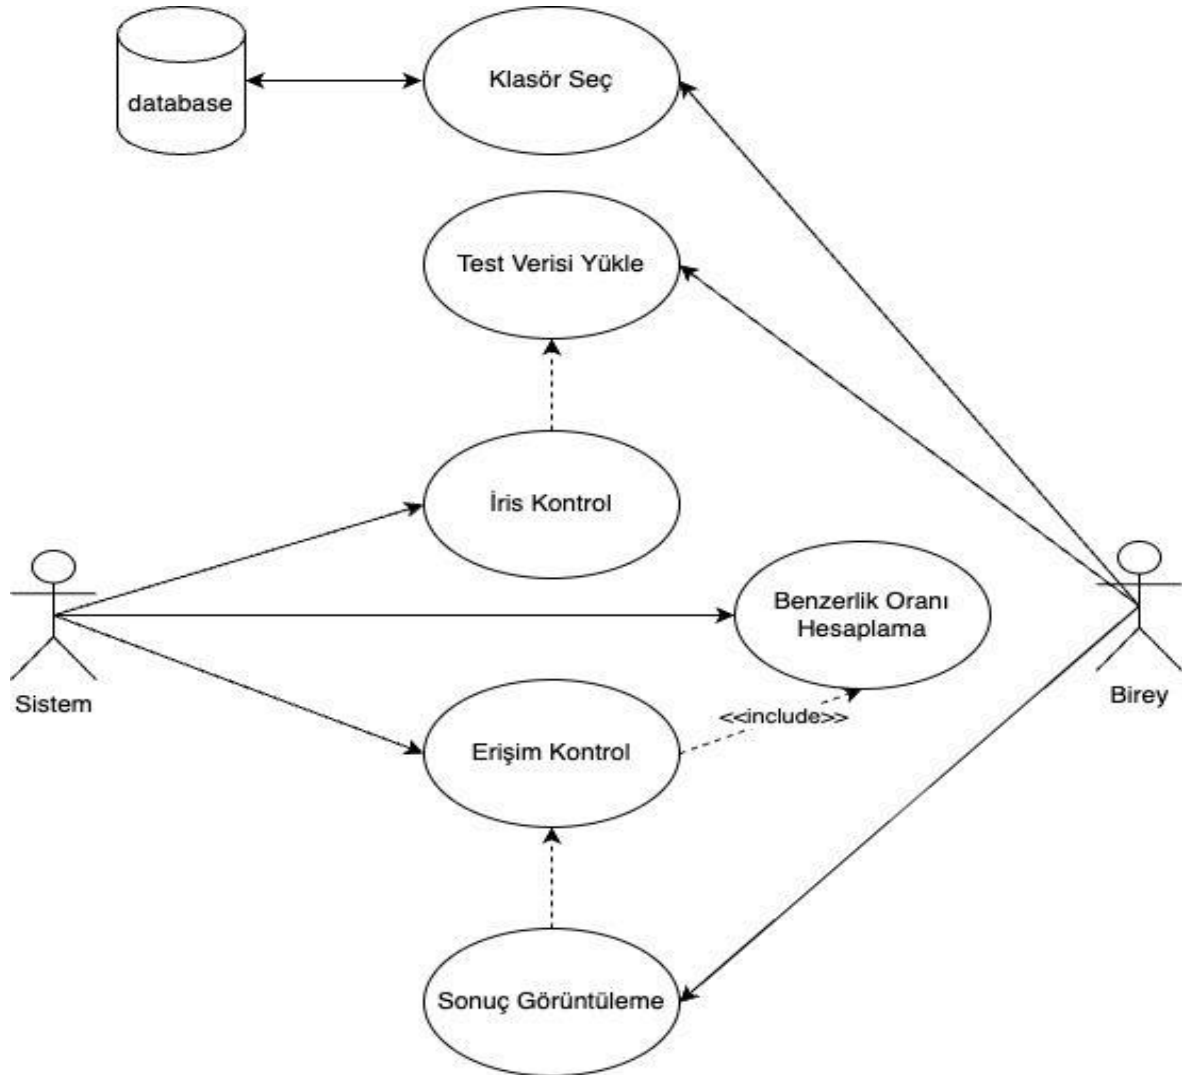 Klasör Seç
database
Test Verisi Yükle
İris Kontrol
Benzerlik Oranı
Hesaplama
Sistem
Birey
<<include>>
Erişim Kontrol
Sonuç Görüntüleme